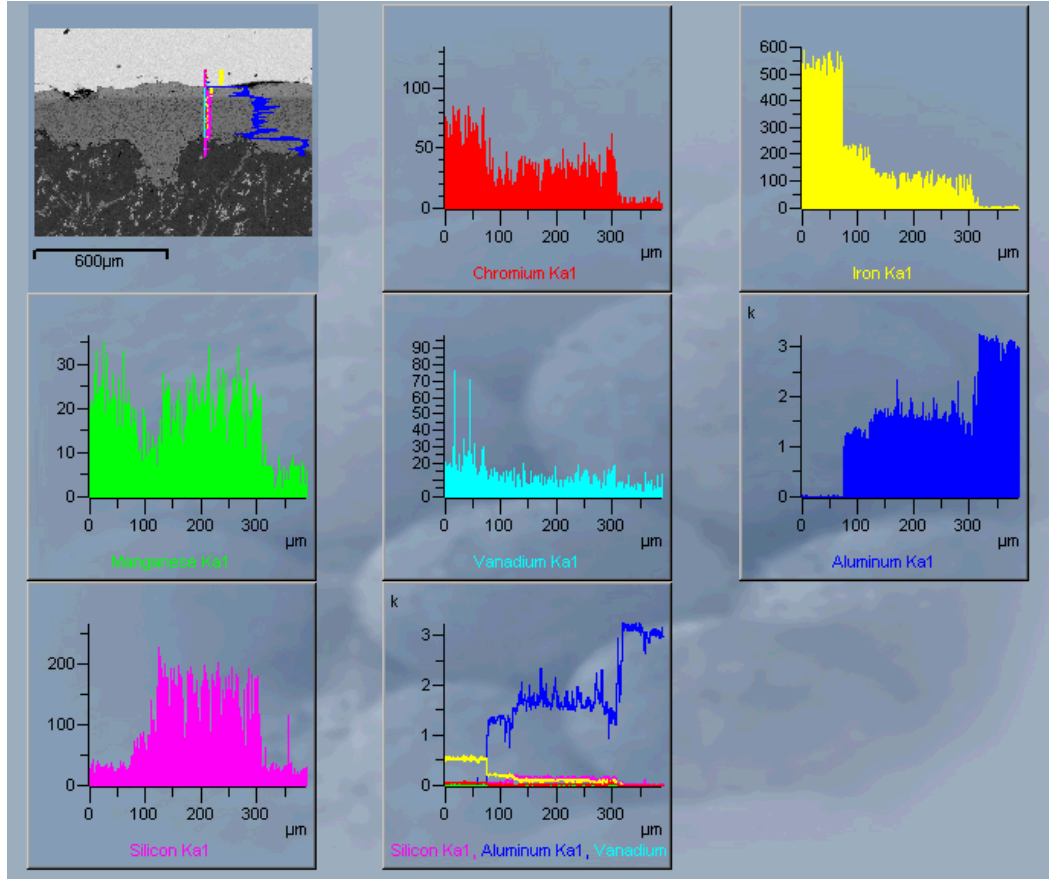 600µm
100
50
0
0 100 200 300
µm
Chromium Ka1
600
500
400
300
200
100
0
0 100 200 300
µm
Iron Ka1
30
20
10
0
0 100 200 300
µm
Manganese Ka1
90
80
70
60
50
40
30
20
10
0
0 100 200 300
µm
Vanadium Ka1
k
3
2
1
0
0 100 200 300
µm
Aluminum Ka1
200
100
0
0 100 200 300
µm
Silicon Ka1
k
3
2
1
0
0 100 200 300
µm
Silicon Ka1, Aluminum Ka1, Vanadium